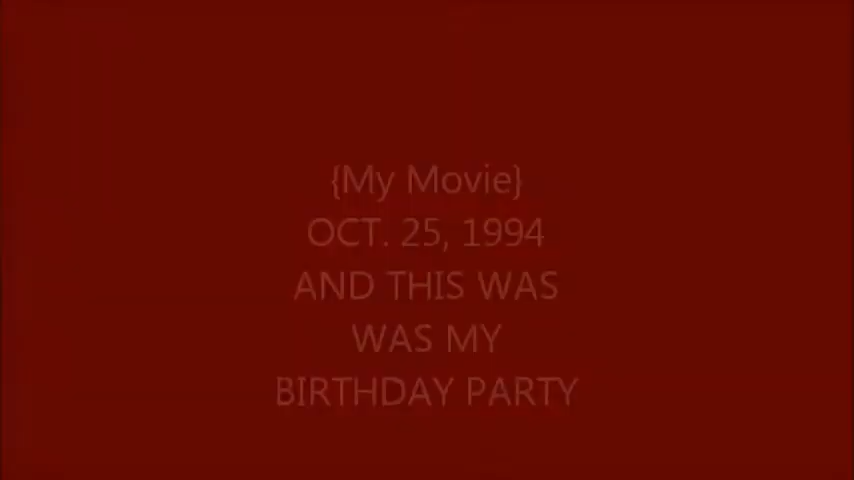 {My Movie}
OCT. 25, 1994
AND THIS WAS
WAS MY
BIRTHDAY PARTY